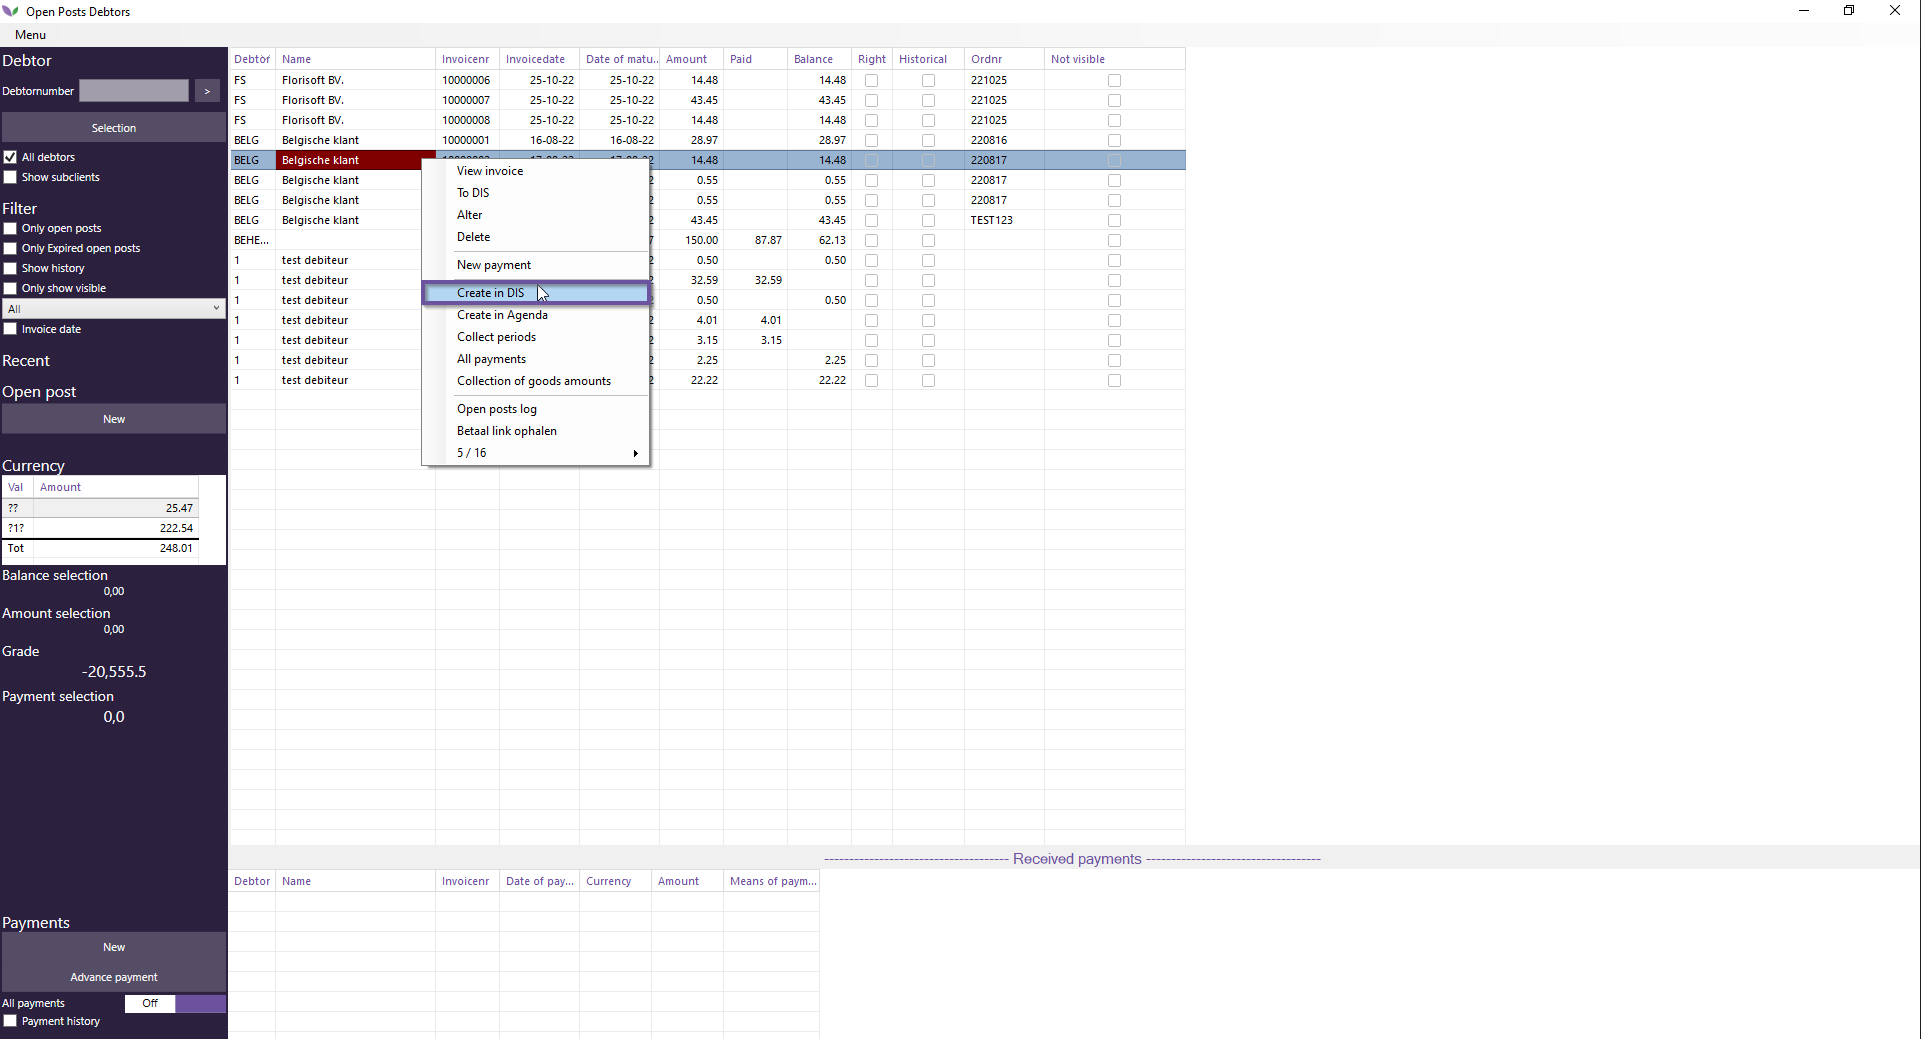 Open Posts Debtors
Menu
Debtor
Debtornumber >
Selection
All debtors
Show subclients
Filter
Only open posts
Only Expired open posts
Show history
Only show visible
All
Invoice date
Recent
Open post
New
Currency
Val Amount
?? 25.47
?1? 222.54
Tot 248.01
Balance selection
0,00
Amount selection
0,00
Grade
-20,555.5
Payment selection
0,0
Payments
New
Advance payment
All payments Off
Payment history
Debtor Name Invoicenr Invoicedate Date of matu... Amount Paid Balance Right Historical Ordnr Not visible
FS Florisoft BV. 10000006 25-10-22 25-10-22 14.48 14.48 221025
FS Florisoft BV. 10000007 25-10-22 25-10-22 43.45 43.45 221025
FS Florisoft BV. 10000008 25-10-22 25-10-22 14.48 14.48 221025
BELG Belgische klant 10000001 16-08-22 16-08-22 28.97 28.97 220816
BELG Belgische klant 14.48 14.48 220817
BELG Belgische klant 2 0.55 0.55 220817
BELG Belgische klant 2 0.55 0.55 220817
BELG Belgische klant 2 43.45 43.45 TEST123
BEHE... 7 150.00 87.87 62.13
1 test debiteur 2 0.50 0.50
1 test debiteur 2 32.59 32.59
1 test debiteur 2 0.50 0.50
1 test debiteur 2 4.01 4.01
1 test debiteur 2 3.15 3.15
1 test debiteur 2 2.25 2.25
1 test debiteur 2 22.22 22.22
View invoice
To DIS
Alter
Delete
New payment
Create in DIS
Create in Agenda
Collect periods
All payments
Collection of goods amounts
Open posts log
Betaal link ophalen
5 / 16
Received payments
Debtor Name Invoicenr Date of pay... Currency Amount Means of paym...